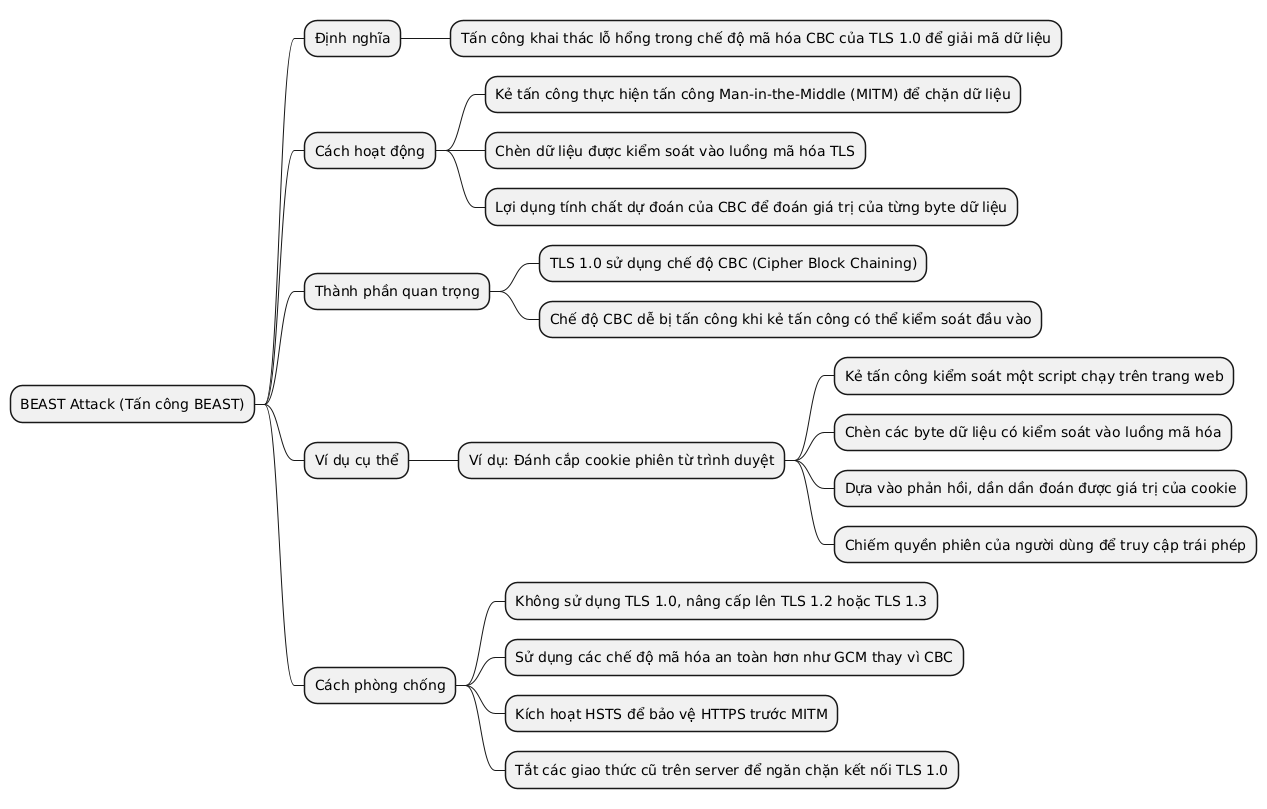 BEAST Attack (Tấn công BEAST)
Định nghĩa
Tấn công khai thác lỗ hổng trong chế độ mã hóa CBC của TLS 1.0 để giải mã dữ liệu
Cách hoạt động
Kẻ tấn công thực hiện tấn công Man-in-the-Middle (MITM) để chặn dữ liệu
Chèn dữ liệu được kiểm soát vào luồng mã hóa TLS
Lợi dụng tính chất dự đoán của CBC để đoán giá trị của từng byte dữ liệu
Thành phần quan trọng
TLS 1.0 sử dụng chế độ CBC (Cipher Block Chaining)
Chế độ CBC dễ bị tấn công khi kẻ tấn công có thể kiểm soát đầu vào
Ví dụ cụ thể
Ví dụ: Đánh cắp cookie phiên từ trình duyệt
Kẻ tấn công kiểm soát một script chạy trên trang web
Chèn các byte dữ liệu có kiểm soát vào luồng mã hóa
Dựa vào phản hồi, dần dần đoán được giá trị của cookie
Chiếm quyền phiên của người dùng để truy cập trái phép
Cách phòng chống
Không sử dụng TLS 1.0, nâng cấp lên TLS 1.2 hoặc TLS 1.3
Sử dụng các chế độ mã hóa an toàn hơn như GCM thay vì CBC
Kích hoạt HSTS để bảo vệ HTTPS trước MITM
Tắt các giao thức cũ trên server để ngăn chặn kết nối TLS 1.0